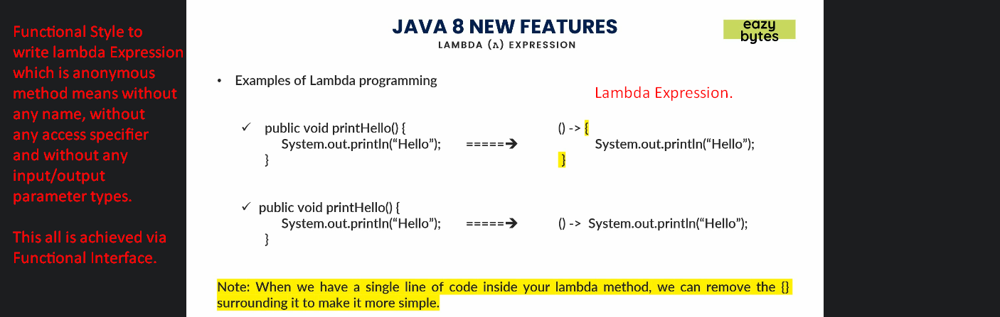 Functional Style to
write lambda Expression
which is anonymous
method means without
any name, without
any access specifier
and without any
input/output
parameter types.
This all is achieved via
Functional Interface.
JAVA 8 NEW FEATURES
LAMBDA (Λ) EXPRESSION
eazy
bytes
• Examples of Lambda programming
Lambda Expression.
✓ public void printHello() {
System.out.println(“Hello”);
}
=====➔
() -> {
System.out.println(“Hello”);
}
✓ public void printHello() {
System.out.println(“Hello”);
}
=====➔
() -> System.out.println(“Hello”);
Note: When we have a single line of code inside your lambda method, we can remove the {}
surrounding it to make it more simple.